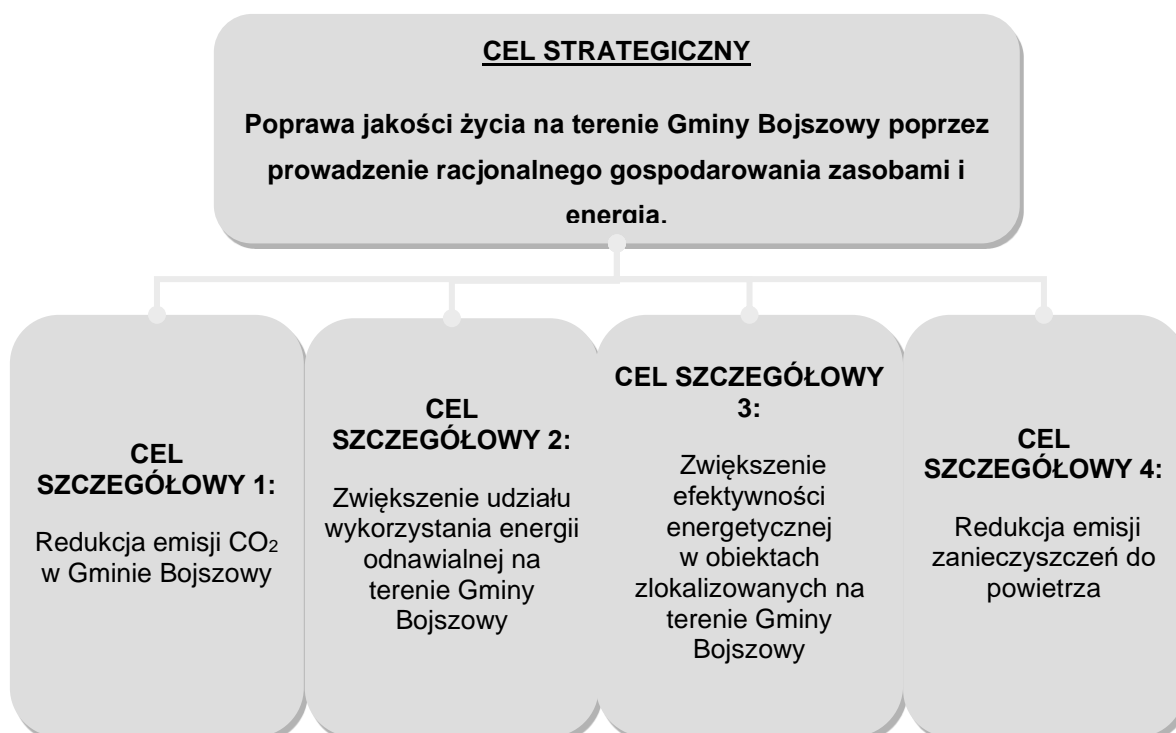 CEL STRATEGICZNY
Poprawa jakości życia na terenie Gminy Bojszowy poprzez
prowadzenie racjonalnego gospodarowania zasobami i
energią.
CEL
SZCZEGÓŁOWY 1:
Redukcja emisji CO₂
w Gminie Bojszowy
CEL
SZCZEGÓŁOWY 2:
Zwiększenie udziału
wykorzystania energii
odnawialnej na
terenie Gminy
Bojszowy
CEL SZCZEGÓŁOWY
3:
Zwiększenie
efektywności
energetycznej
w obiektach
zlokalizowanych na
terenie Gminy
Bojszowy
CEL
SZCZEGÓŁOWY 4:
Redukcja emisji
zanieczyszczeń do
powietrza